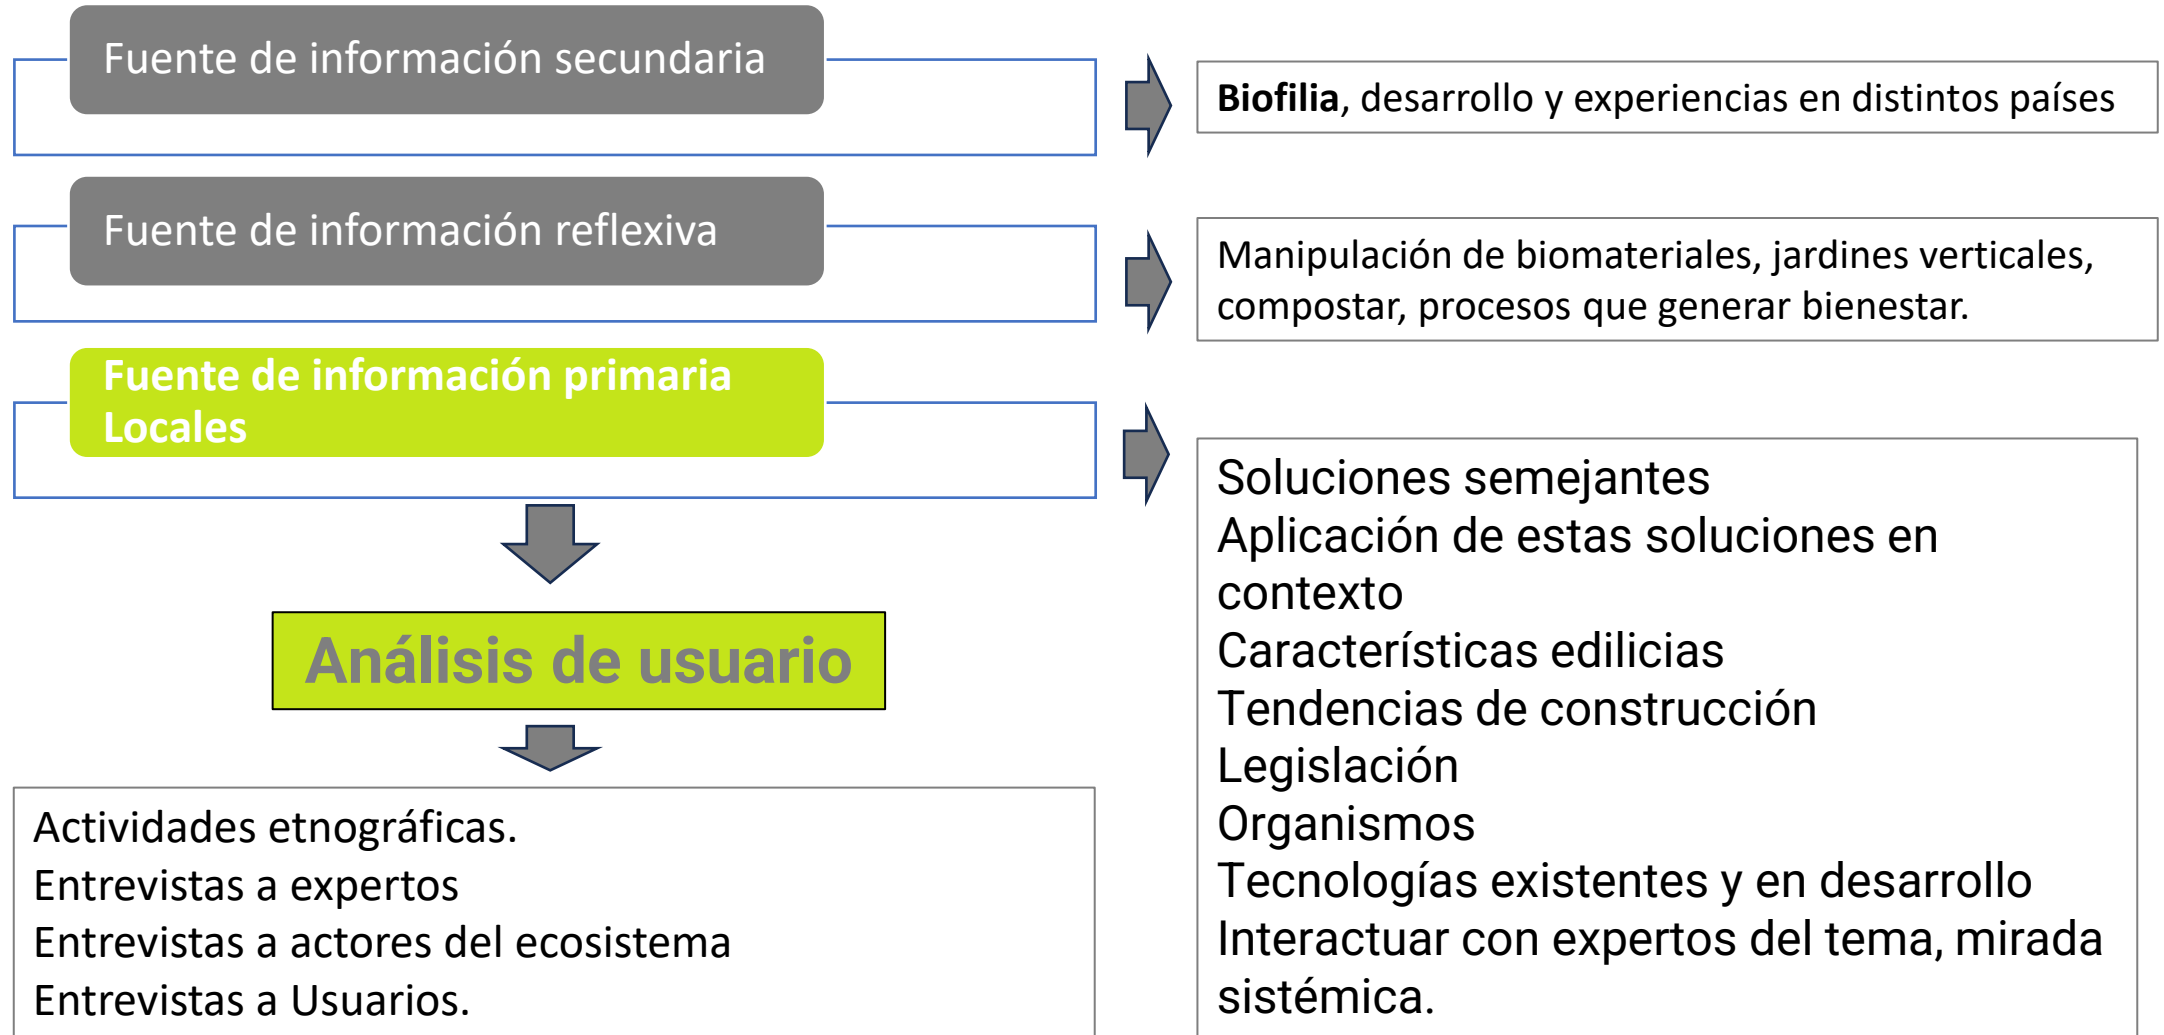 Fuente de información secundaria
Biofilia, desarrollo y experiencias en distintos países
Fuente de información reflexiva
Manipulación de biomateriales, jardines verticales,
compostar, procesos que generar bienestar.
Fuente de información primaria
Locales
Soluciones semejantes
Aplicación de estas soluciones en
contexto
Características edilicias
Tendencias de construcción
Legislación
Organismos
Tecnologías existentes y en desarrollo
Interactuar con expertos del tema, mirada
sistémica.
Análisis de usuario
Actividades etnográficas.
Entrevistas a expertos
Entrevistas a actores del ecosistema
Entrevistas a Usuarios.